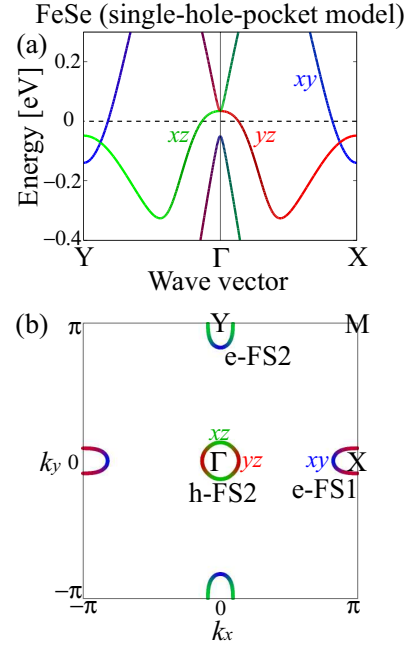 FeSe (single-hole-pocket model)
(a)
Energy [eV]
0.2
0
−0.2
−0.4
xz
yz
xy
Y
Γ
X
Wave vector
(b)
π
Y
M
e-FS2
xz
ky 0
Γ
yz
xy
X
h-FS2
e-FS1
−π
−π
0
π
kx